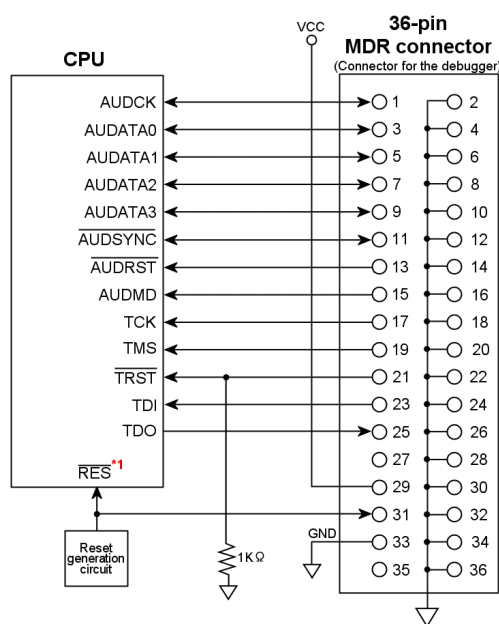 36-pin
MDR connector
(Connector for the debugger)
VCC
CPU
AUDCK 1 2
AUDATA0 3 4
AUDATA1 5 6
AUDATA2 7 8
AUDATA3 9 10
AUDSYNC 11 12
AUDRST 13 14
AUDMD 15 16
TCK 17 18
TMS 19 20
TRST 21 22
TDI 23 24
TDO 25 26
27 28
RES*1 29 30
31 32
Reset
generation
circuit
GND 33 34
1KΩ
35 36